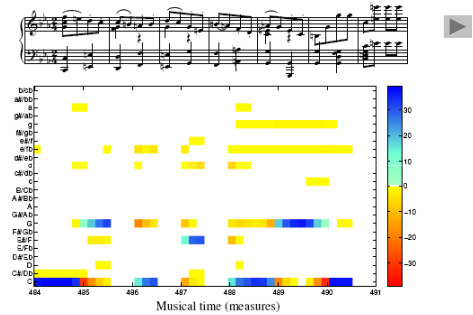 b/cb
a#/bb
a
g#/ab
g
f#/gb
e#/f
e/fb
d#/eb
d
c#/db
c
B/Cb
A#/Bb
A
G#/Ab
G
F#/Gb
E#/F
E/Fb
D#/Eb
D
C#/Db
C
484 485 486 487 488 489 490 491
Musical time (measures)
30
20
10
0
−10
−20
−30